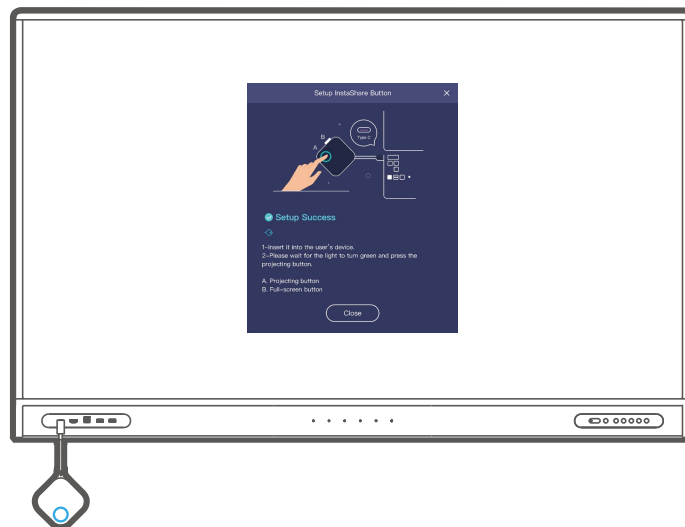 Setup InstaShare Button
B
A
Type C
Setup Success
1-Insert it into the user's device.
2-Please wait for the light to turn green and press the
projecting button.
A. Projecting button
B. Full-screen button
Close